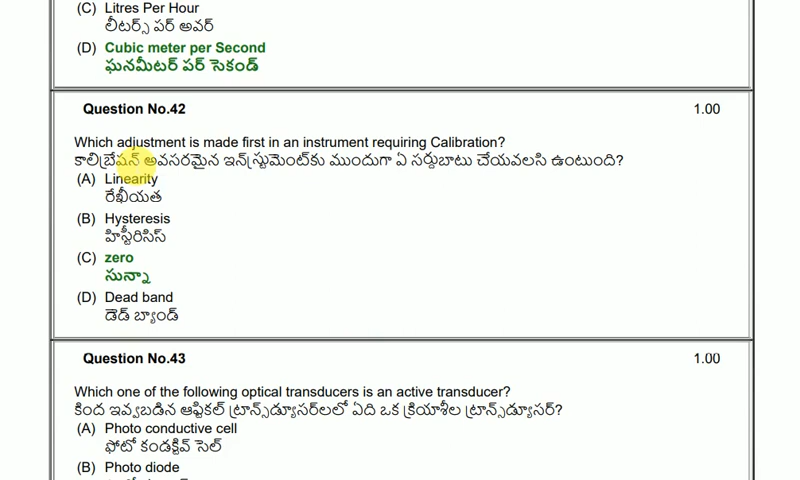 (C) Litres Per Hour
లీటర్స్ పర్ అవర్
(D) Cubic meter per Second
ఘనమీటర్ పర్ సెకండ్
Question No.42 1.00
Which adjustment is made first in an instrument requiring Calibration?
కాలిబ్రేషన్ అవసరమైన ఇన్‌స్ట్రుమెంట్‌కు ముందుగా ఏ సర్దుబాటు చేయవలసి ఉంటుంది?
(A) Linearity
రేఖీయత
(B) Hysteresis
హిస్టీరిసిస్
(C) zero
సున్నా
(D) Dead band
డెడ్ బ్యాండ్
Question No.43 1.00
Which one of the following optical transducers is an active transducer?
కింద ఇవ్వబడిన ఆప్టికల్ ట్రాన్స్‌డ్యూసర్‌లలో ఏది ఒక క్రియాశీల ట్రాన్స్‌డ్యూసర్?
(A) Photo conductive cell
ఫోటో కండక్టివ్ సెల్
(B) Photo diode